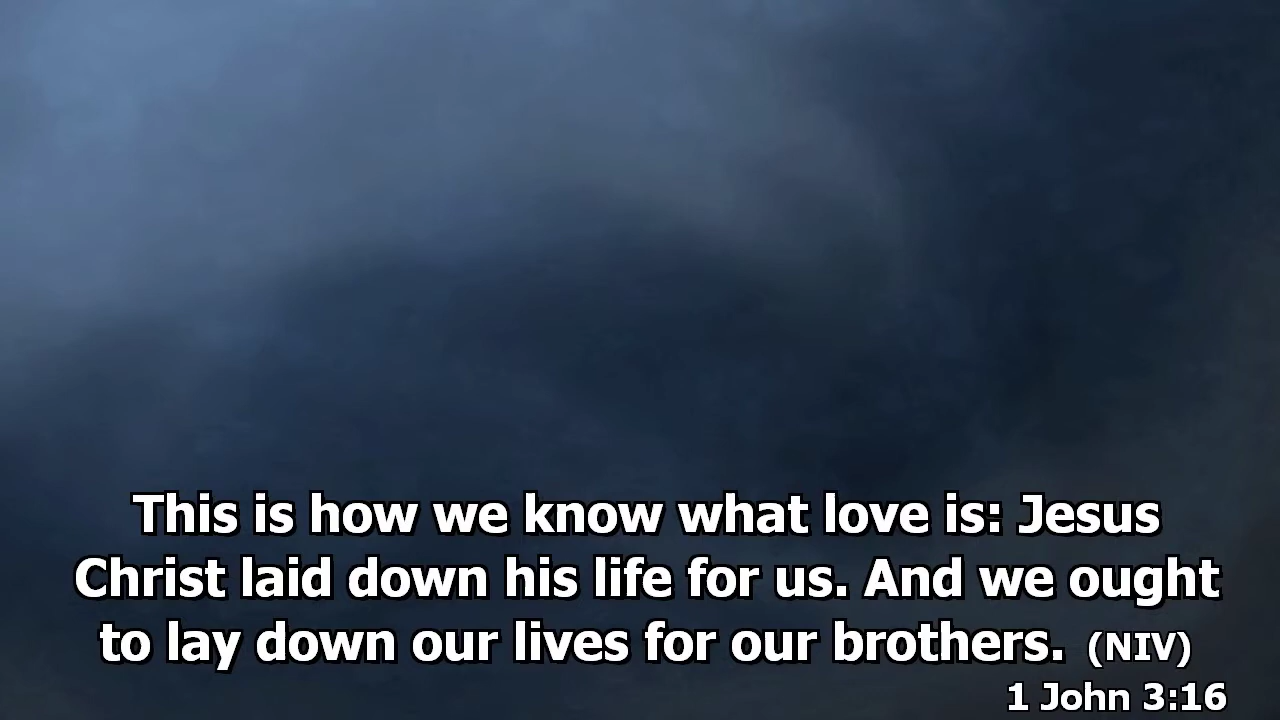 This is how we know what love is: Jesus
Christ laid down his life for us. And we ought
to lay down our lives for our brothers. (NIV)
1 John 3:16